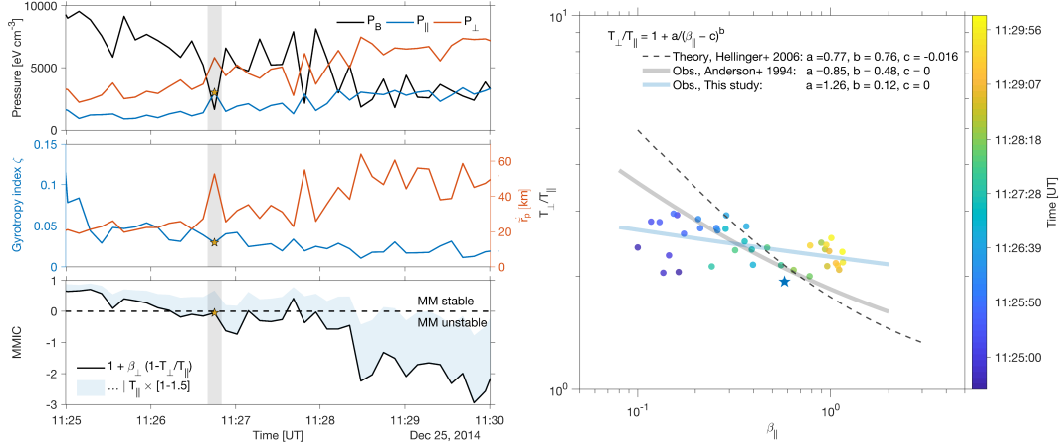 P_B P_∥ P_⊥
Pressure [eV cm⁻³]
10000
5000
0
Gyrotropy index ζ
0.15
0.1
0.05
0
r̄_p [km]
60
40
20
0
MMIC
1
0
-1
-2
-3
MM stable
MM unstable
1 + β_⊥ (1-T_⊥/T_∥)
... | T_∥ × [1-1.5]
11:25 11:26 11:27 11:28 11:29 11:30
Time [UT]
Dec 25, 2014
T_⊥/T_∥ = 1 + a/(β_∥ – c)^b
Theory, Hellinger+ 2006: a =0.77, b = 0.76, c = -0.016
Obs., Anderson+ 1994: a –0.85, b – 0.48, c – 0
Obs., This study: a =1.26, b = 0.12, c = 0
T_⊥/T_∥
10¹
10⁰
10⁻¹ 10⁰
β_∥
11:29:56
11:29:07
11:28:18
11:27:28
11:26:39
11:25:50
11:25:00
Time [UT]